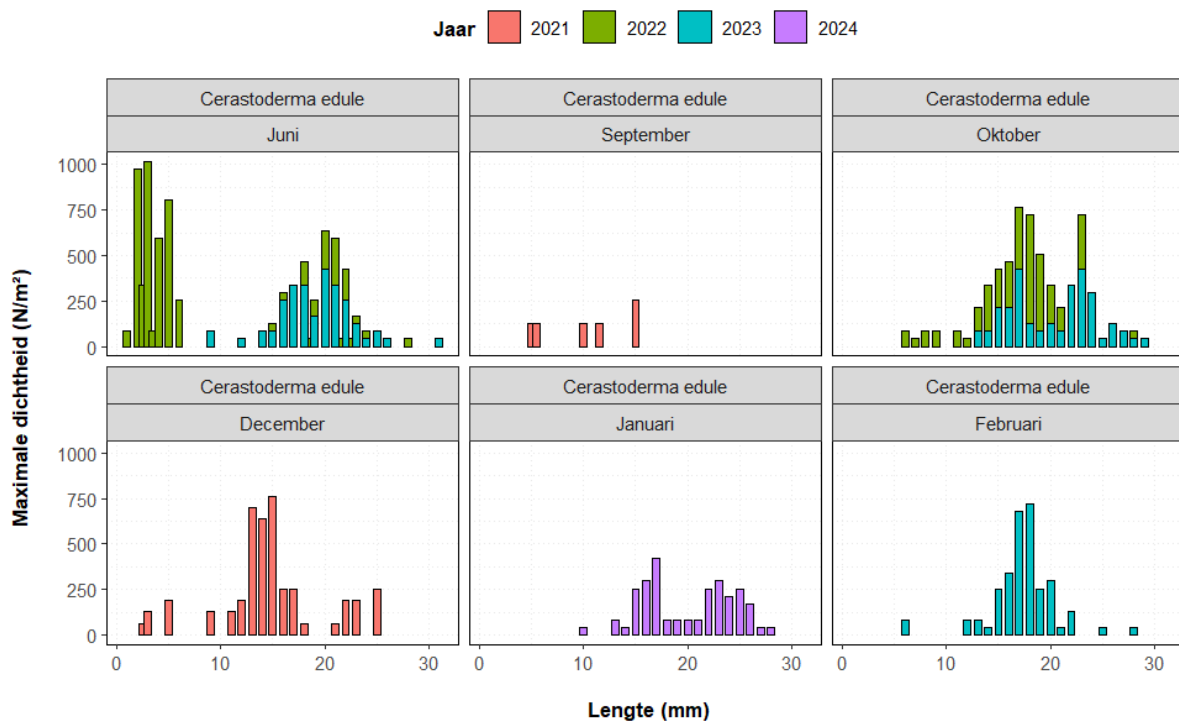 Jaar 2021 2022 2023 2024
Cerastoderma edule Cerastoderma edule Cerastoderma edule
Juni September Oktober
1000
750
500
250
0
Cerastoderma edule Cerastoderma edule Cerastoderma edule
December Januari Februari
1000
750
500
250
0
0 10 20 30 0 10 20 30 0 10 20 30
Maximale dichtheid (N/m²)
Lengte (mm)